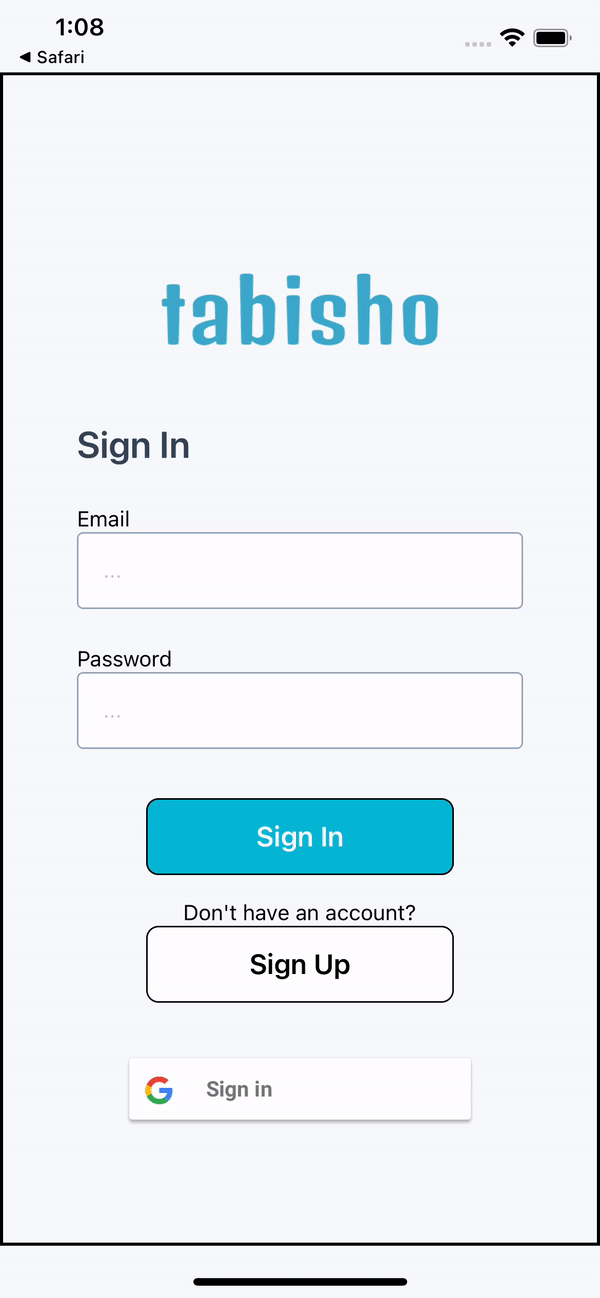 1:08
◀ Safari
tabisho
Sign In
Email
...
Password
...
Sign In
Don't have an account?
Sign Up
Sign in